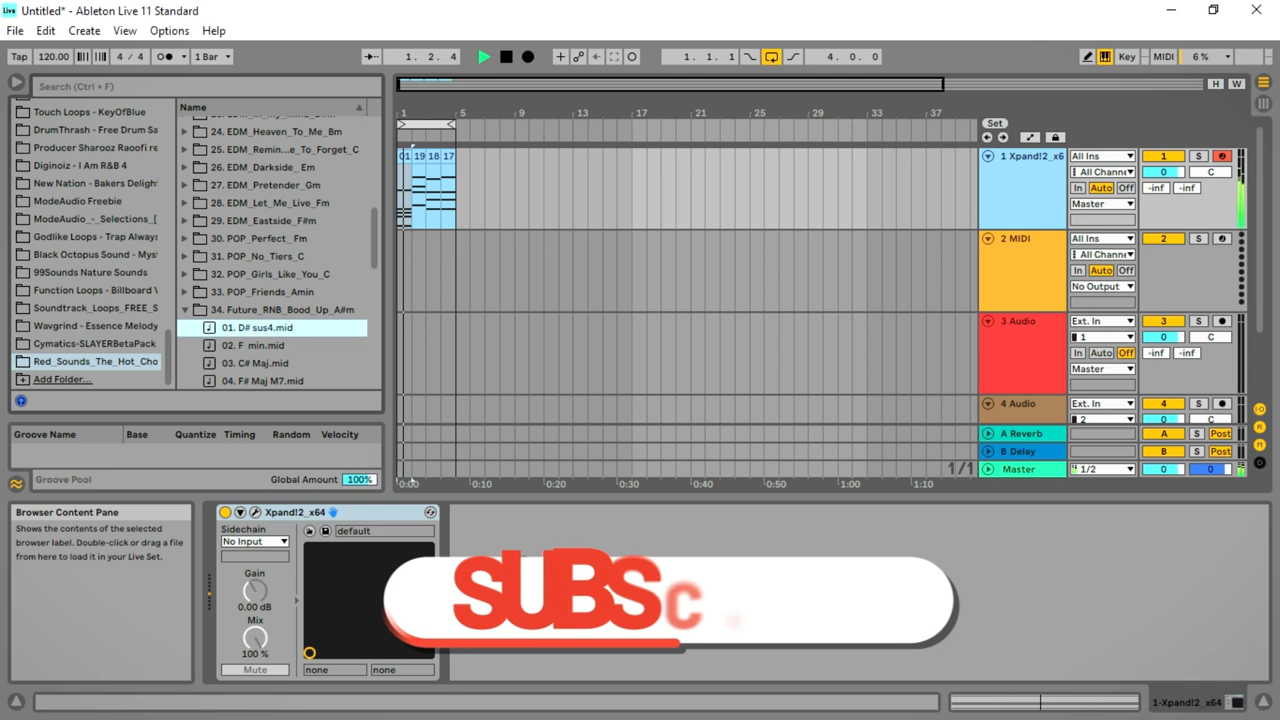 Live Untitled* - Ableton Live 11 Standard
File Edit Create View Options Help
Tap 120.00 4 / 4 1 Bar 1. 2. 4 1. 1. 1 4. 0. 0 Key MIDI 6 %
Search (Ctrl + F)
H W
Name
Touch Loops - KeyOfBlue
DrumThrash - Free Drum Sa
Producer Sharooz Raoofi re
Diginoiz - I Am R&B 4
New Nation - Bakers Deligh
ModeAudio Freebie
ModeAudio_-_Selections_[
Godlike Loops - Trap Always
Black Octopus Sound - Mys
99Sounds Nature Sounds
Function Loops - Billboard V
Soundtrack_Loops_FREE_S
Wavgrind - Essence Melody
Cymatics-SLAYERBetaPack
Red_Sounds_The_Hot_Cho
Add Folder...
24. EDM_Heaven_To_Me_Bm
25. EDM_Remin...e_To_Forget_C
26. EDM_Darkside_ Em
27. EDM_Pretender_Gm
28. EDM_Let_Me_Live_Fm
29. EDM_Eastside_F#m
30. POP_Perfect_ Fm
31. POP_No_Tiers_C
32. POP_Girls_Like_You_C
33. POP_Friends_Amin
34. Future_RNB_Bood_Up_A#m
01. D# sus4.mid
02. F min.mid
03. C# Maj.mid
04. F# Maj M7.mid
1 5 9 13 17 21 25 29 33 37
Set
01 19 18 17
1 Xpand!2_x6 All Ins 1 S
All Channe 0 C
In Auto Off -inf -inf
Master
2 MIDI All Ins 2 S
All Channe
In Auto Off
No Output
3 Audio Ext. In 3 S
1 0 C
In Auto Off -inf -inf
Master
4 Audio Ext. In 4 S
2 0 C
A Reverb A S Post
B Delay B S Post
1/1 Master 1/2 0 0
0:00 0:10 0:20 0:30 0:40 0:50 1:00 1:10
Groove Name Base Quantize Timing Random Velocity
Groove Pool Global Amount 100%
Browser Content Pane
Shows the contents of the selected
browser label. Double-click or drag a file
from here to load it in your Live Set.
Xpand!2_x64
Sidechain
No Input
default
Gain
0.00 dB
Mix
100 %
Mute
none none
SUBSC
1-Xpand!2_x64